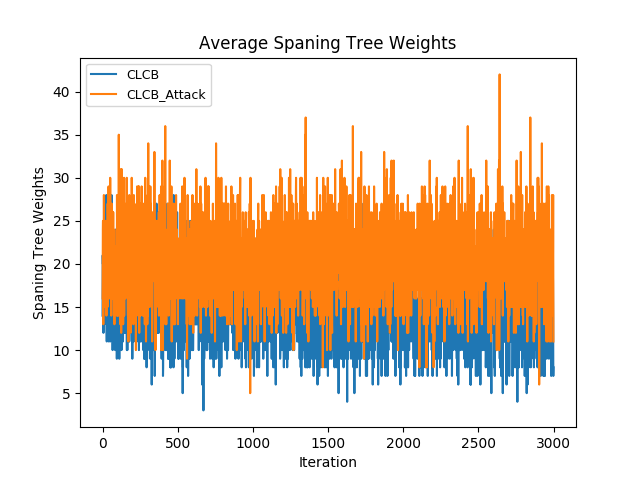 Average Spaning Tree Weights
CLCB
CLCB_Attack
Spaning Tree Weights
40
35
30
25
20
15
10
5
0 500 1000 1500 2000 2500 3000
Iteration